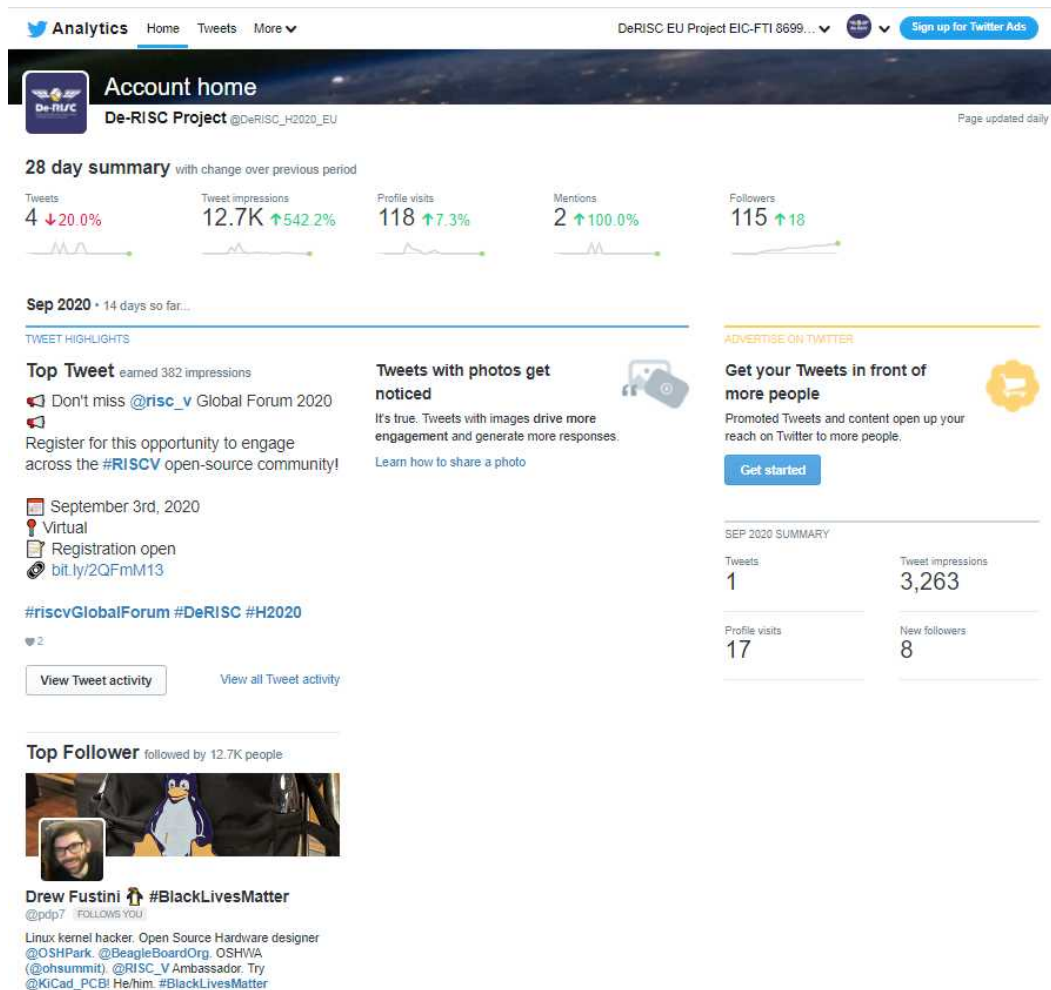 Analytics Home Tweets More
DeRISC EU Project EIC-FTI 8699...
Sign up for Twitter Ads
De-RISC
Account home
De-RISC Project @DeRISC_H2020_EU
Page updated daily
28 day summary with change over previous period
Tweets
4 ↓20.0%
Tweet impressions
12.7K ↑542.2%
Profile visits
118 ↑7.3%
Mentions
2 ↑100.0%
Followers
115 ↑18
Sep 2020 • 14 days so far...
TWEET HIGHLIGHTS
Top Tweet earned 382 impressions
📢 Don't miss @risc_v Global Forum 2020
📢
Register for this opportunity to engage
across the #RISCV open-source community!
📅 September 3rd, 2020
📍 Virtual
📝 Registration open
🔗 bit.ly/2QFmM13
#riscvGlobalForum #DeRISC #H2020
♥ 2
View Tweet activity
View all Tweet activity
Tweets with photos get
noticed
It's true. Tweets with images drive more
engagement and generate more responses.
Learn how to share a photo
ADVERTISE ON TWITTER
Get your Tweets in front of
more people
Promoted Tweets and content open up your
reach on Twitter to more people.
Get started
SEP 2020 SUMMARY
Tweets
1
Tweet impressions
3,263
Profile visits
17
New followers
8
Top Follower followed by 12.7K people
Drew Fustini 🐧 #BlackLivesMatter
@pdp7 FOLLOWS YOU
Linux kernel hacker. Open Source Hardware designer
@OSHPark. @BeagleBoardOrg. OSHWA
(@ohsummit). @RISC_V Ambassador. Try
@KiCad_PCB! He/him. #BlackLivesMatter